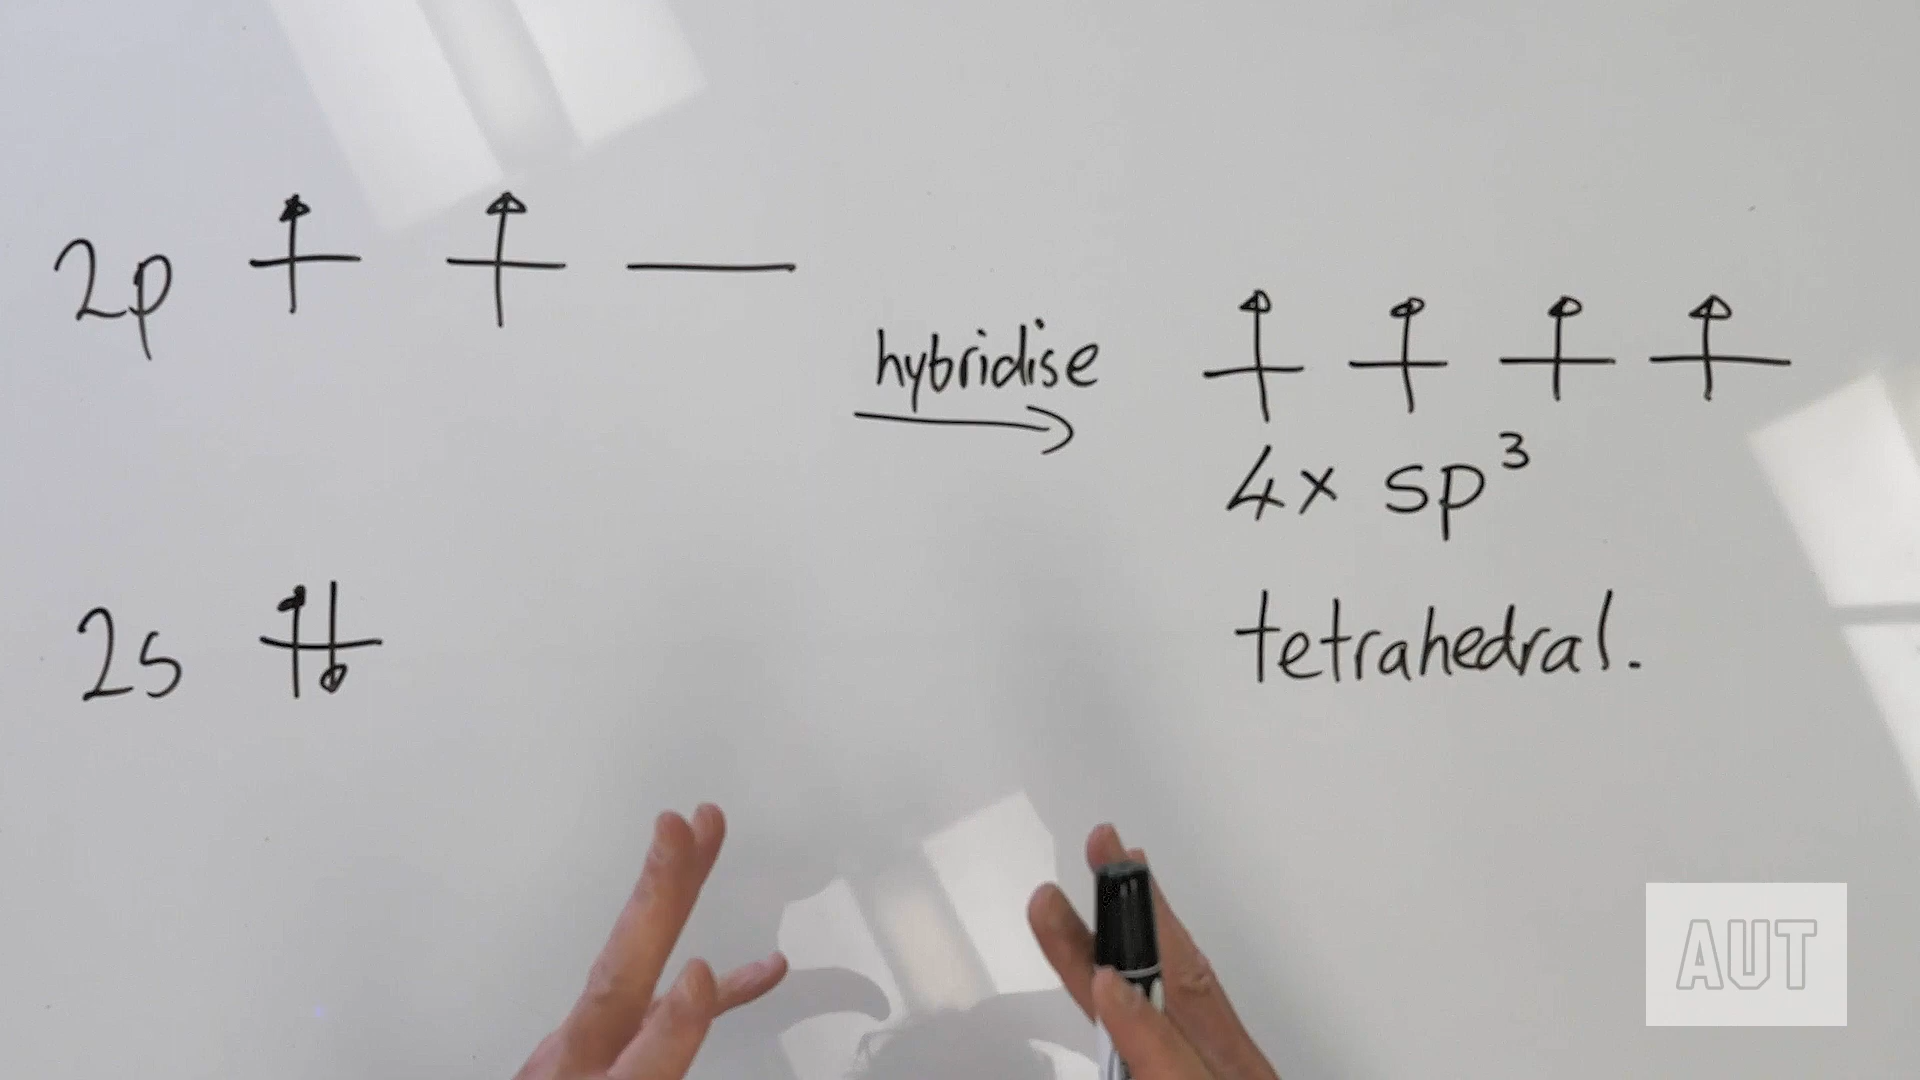 2p
hybridise
4x sp³
tetrahedral.
2s
AUT